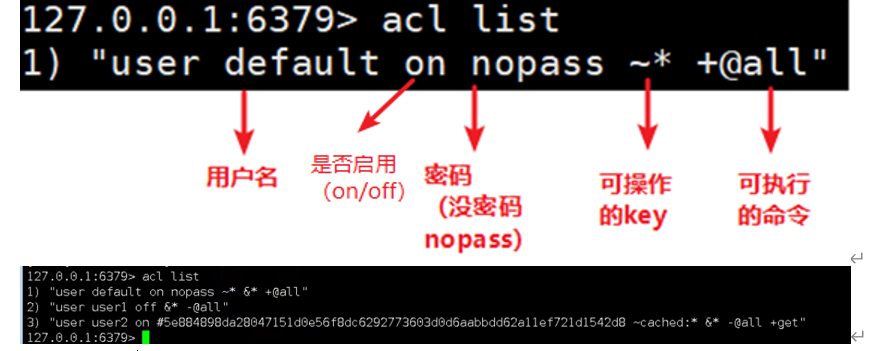 127.0.0.1:6379> acl list
1) "user default on nopass ~* +@all"
用户名
是否启用
（on/off）
密码
（没密码
nopass）
可操作
的key
可执行
的命令
127.0.0.1:6379> acl list
1) "user default on nopass ~* &* +@all"
2) "user user1 off &* -@all"
3) "user user2 on #5e884898da28047151d0e56f8dc6292773603d0d6aabbdd62a11ef721d1542d8 ~cached:* &* -@all +get"
127.0.0.1:6379>